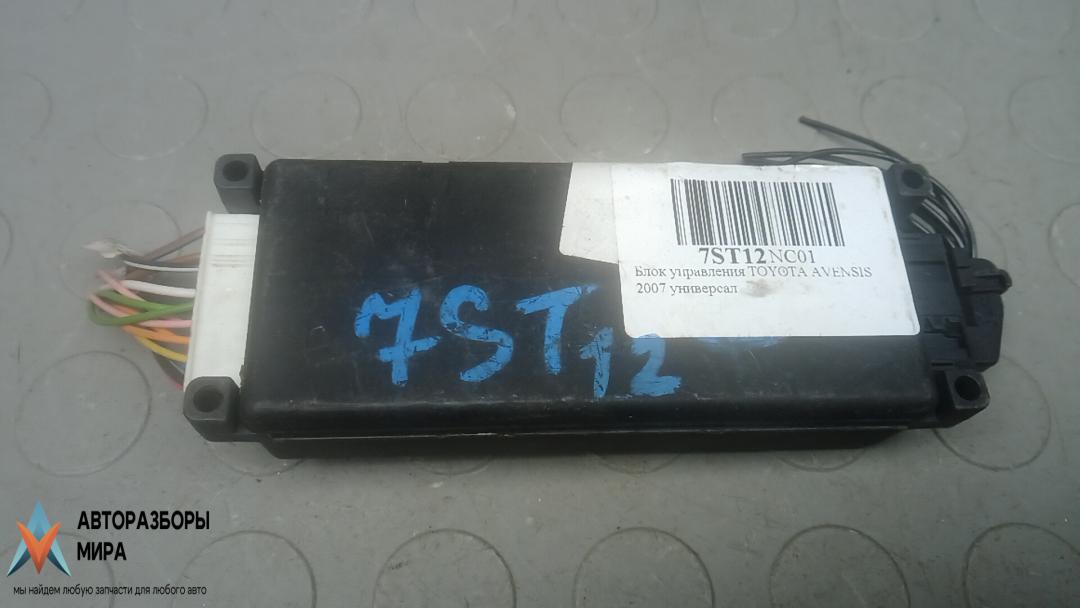 7ST12NC01
Блок управления TOYOTA AVENSIS
2007 универсал
7ST12
АВТОРАЗБОРЫ
МИРА
мы найдем любую запчасти для любого авто